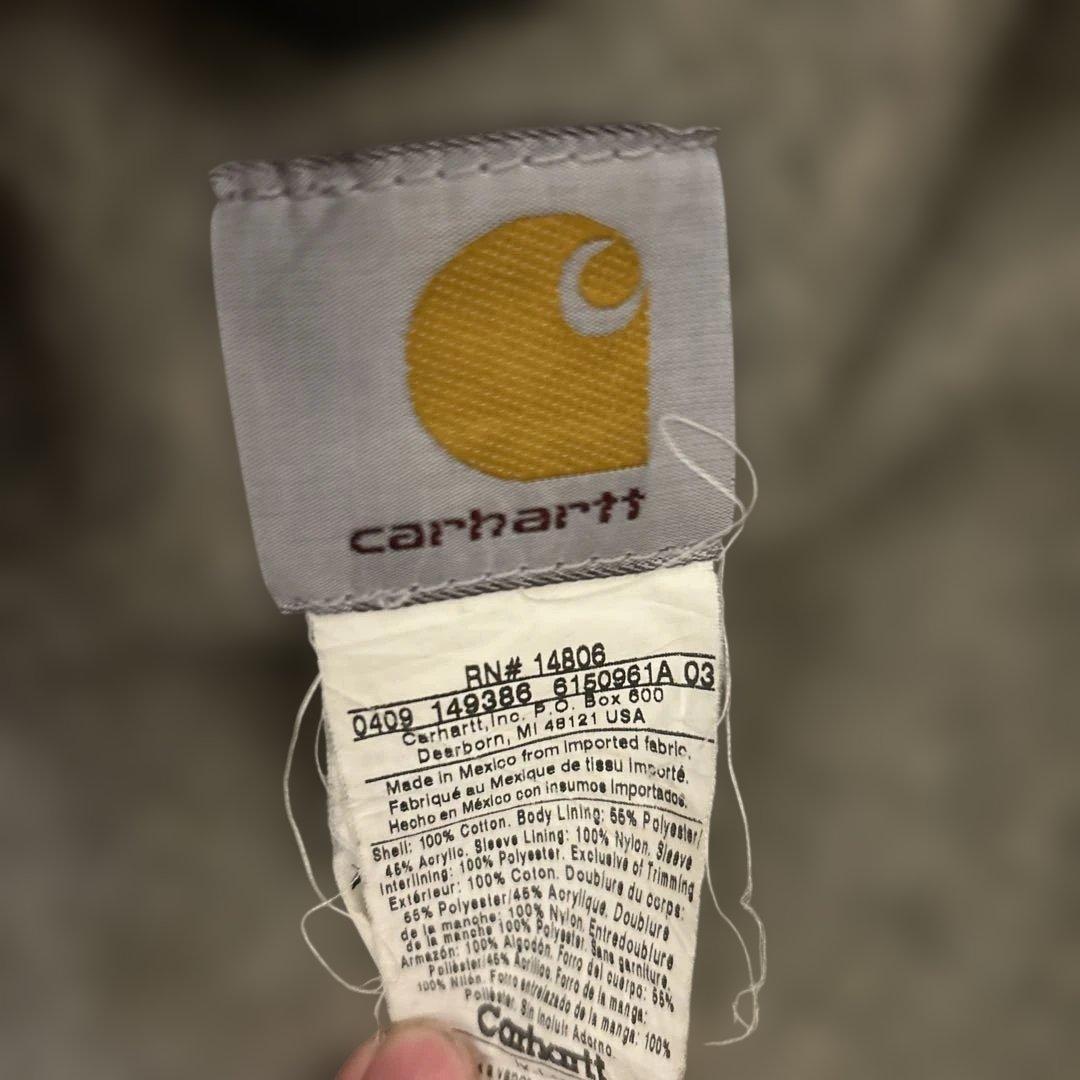 carhartt
RN# 14806
0409 149386 6150961A 03
Carhartt, Inc. P.O. Box 600
Dearborn, MI 48121 USA
Made in Mexico from imported fabric.
Fabriqué au Mexique de tissu importé.
Hecho en México con insumos importados.
Shell: 100% Cotton. Body Lining: 55% Polyester/
45% Acrylic. Sleeve Lining: 100% Nylon. Sleeve
Interlining: 100% Polyester. Exclusive of Trimming
Extérieur: 100% Coton. Doublure du corps:
55% Polyester/45% Acrylique. Doublure
de la manche: 100% Nylon. Entredoublure
de la manche 100% Polyester. Sans garniture.
Armazón: 100% Algodón. Forro del cuerpo: 55%
Poliéster/45% Acrílico. Forro de la manga:
100% Nilón. Forro entrelazado de la manga: 100%
Poliéster. Sin Incluir Adorno
Carhartt